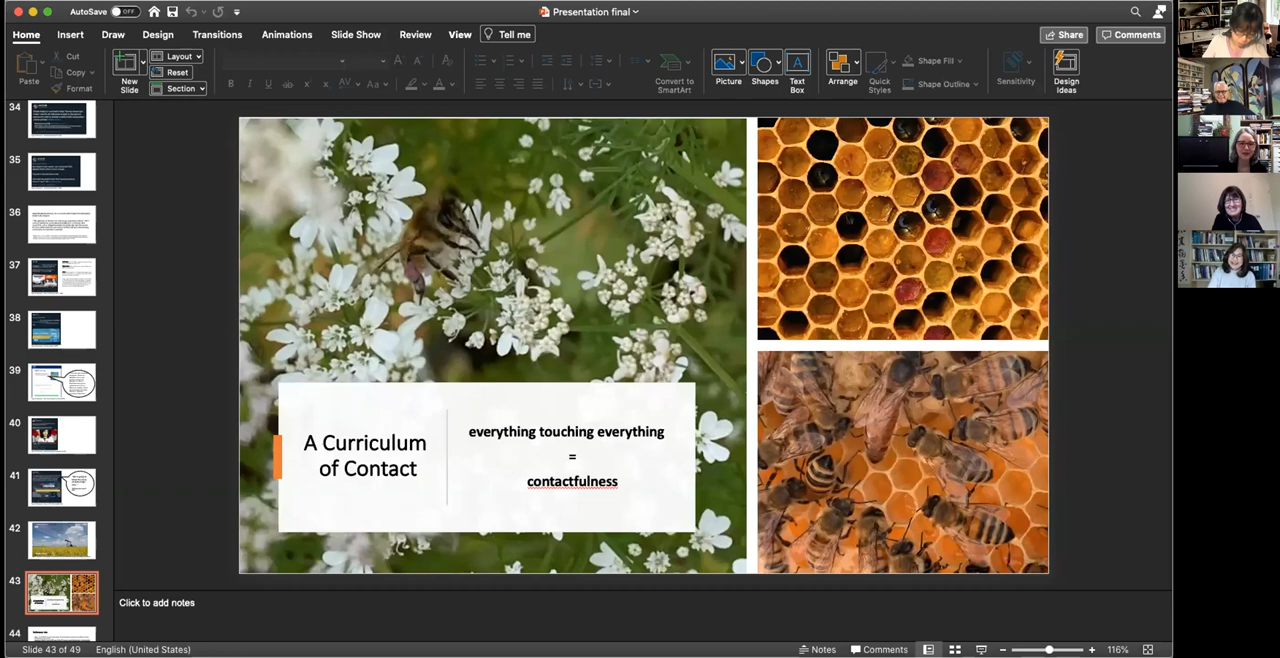 AutoSave OFF
Presentation final
Home Insert Draw Design Transitions Animations Slide Show Review View Tell me
Share Comments
Paste
Cut
Copy
Format
New Slide
Layout
Reset
Section
Convert to SmartArt
Picture
Shapes
Text Box
Arrange
Quick Styles
Shape Fill
Shape Outline
Sensitivity
Design Ideas
34
35
36
37
38
39
40
41
42
43
44
A Curriculum
of Contact
everything touching everything
=
contactfulness
Click to add notes
Slide 43 of 49 English (United States) Notes Comments 116%